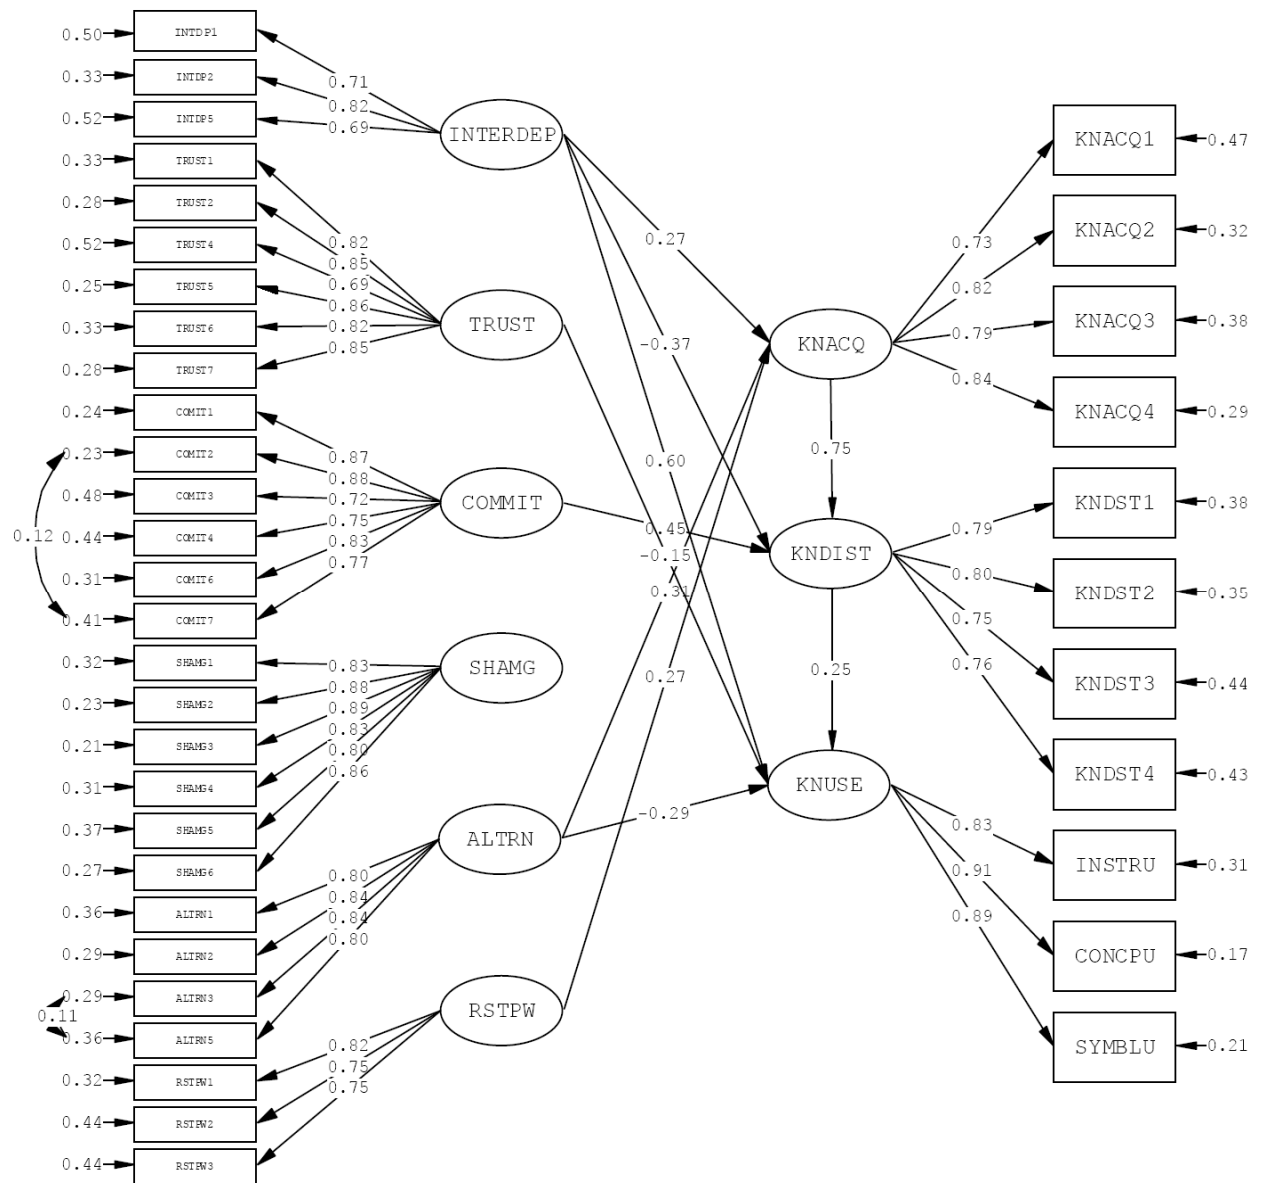 0.50 INTDP1
0.33 INTDP2
0.52 INTDP5
0.33 TRUST1
0.28 TRUST2
0.52 TRUST4
0.25 TRUST5
0.33 TRUST6
0.28 TRUST7
0.24 COMIT1
0.23 COMIT2
0.48 COMIT3
0.12 0.44 COMIT4
0.31 COMIT6
0.41 COMIT7
0.32 SHAMG1
0.23 SHAMG2
0.21 SHAMG3
0.31 SHAMG4
0.37 SHAMG5
0.27 SHAMG6
0.36 ALTRN1
0.29 ALTRN2
0.29 ALTRN3
0.11
0.36 ALTRN5
0.32 RSTPW1
0.44 RSTPW2
0.44 RSTPW3
0.71
0.82
0.69
0.82
0.85
0.69
0.86
0.82
0.85
0.87
0.88
0.72
0.75
0.83
0.77
0.83
0.88
0.89
0.83
0.80
0.86
0.80
0.84
0.84
0.80
0.82
0.75
0.75
INTERDEP
TRUST
COMMIT
SHAMG
ALTRN
RSTPW
0.27
-0.37
0.60
0.45
-0.15
0.31
0.27
-0.29
KNACQ
0.75
KNDIST
0.25
KNUSE
0.73
0.82
0.79
0.84
0.79
0.80
0.75
0.76
0.83
0.91
0.89
KNACQ1 0.47
KNACQ2 0.32
KNACQ3 0.38
KNACQ4 0.29
KNDST1 0.38
KNDST2 0.35
KNDST3 0.44
KNDST4 0.43
INSTRU 0.31
CONCPU 0.17
SYMBLU 0.21